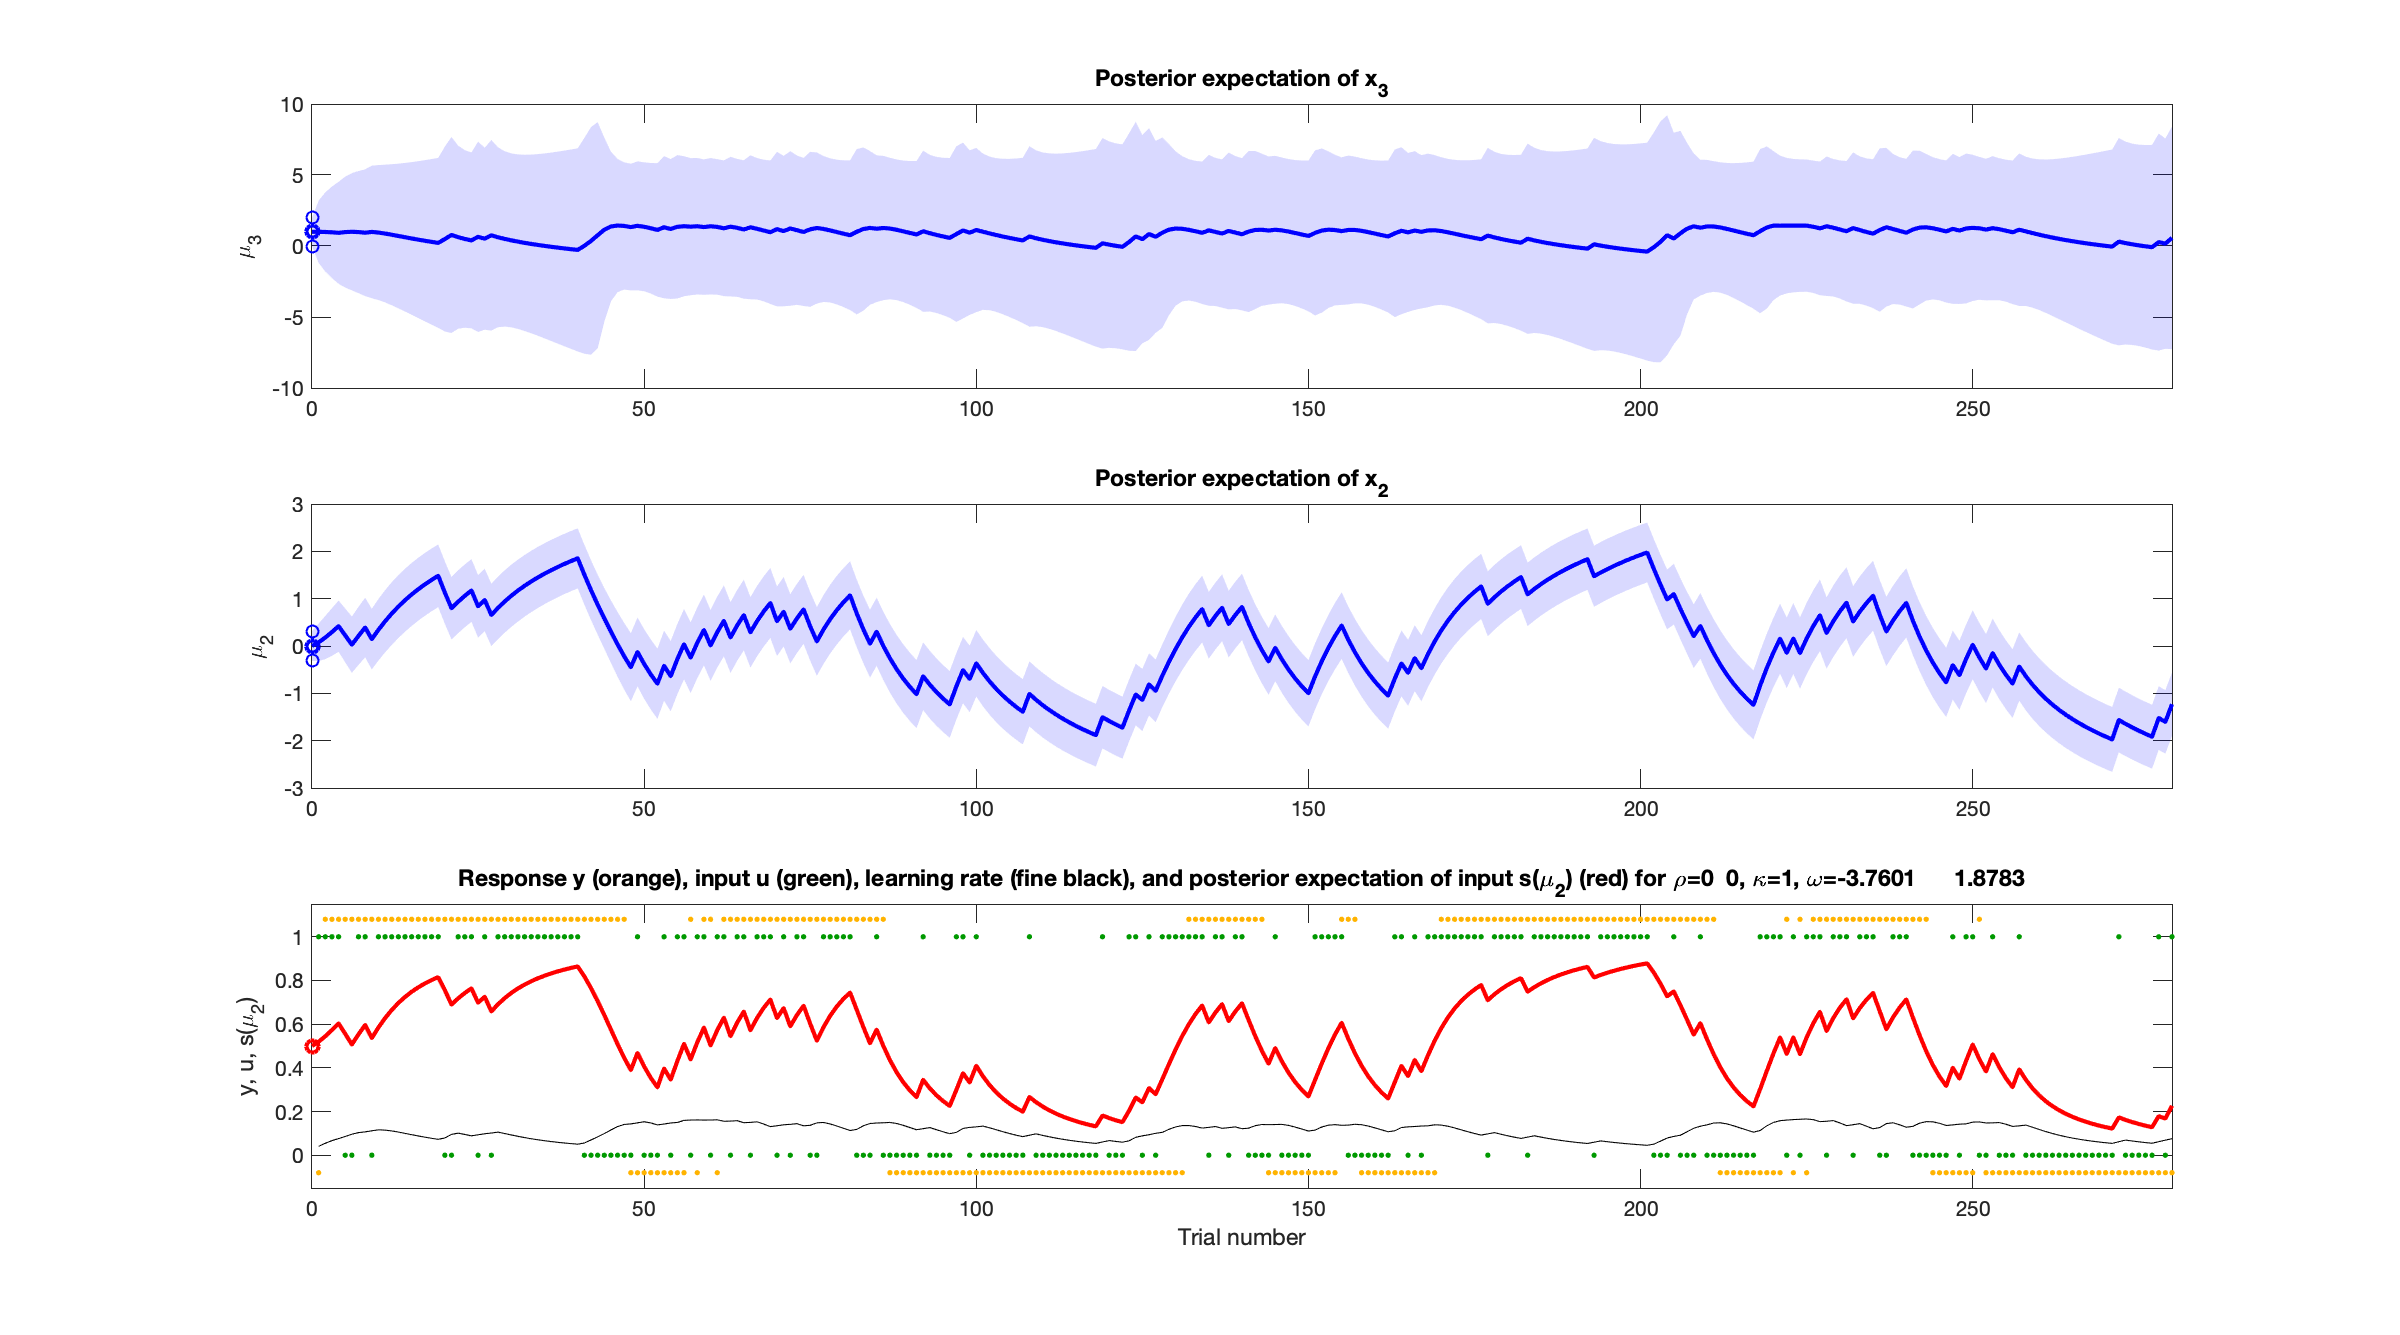 Posterior expectation of x3
10
5
0
-5
-10
μ3
0 50 100 150 200 250
Posterior expectation of x2
3
2
1
0
-1
-2
-3
μ2
0 50 100 150 200 250
Response y (orange), input u (green), learning rate (fine black), and posterior expectation of input s(μ2) (red) for ρ=0 0, κ=1, ω=-3.7601 1.8783
1
0.8
0.6
0.4
0.2
0
y, u, s(μ2)
0 50 100 150 200 250
Trial number